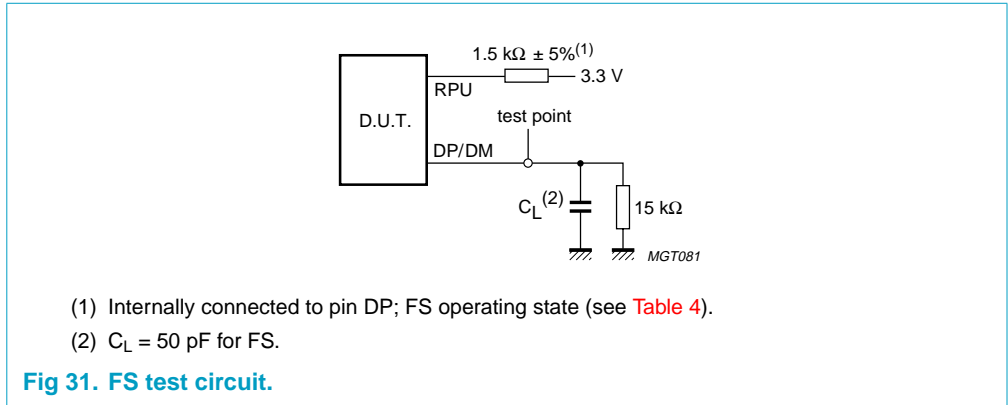 1.5 kΩ ± 5%(1)
3.3 V
RPU
D.U.T.
test point
DP/DM
CL(2)
15 kΩ
MGT081
(1) Internally connected to pin DP; FS operating state (see Table 4).
(2) CL = 50 pF for FS.
Fig 31. FS test circuit.